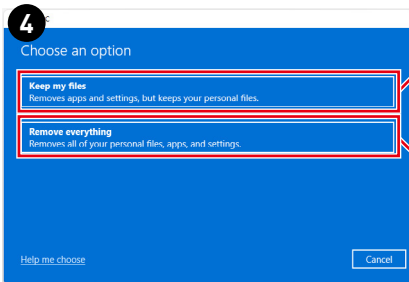 4
Choose an option
Keep my files
Removes apps and settings, but keeps your personal files.
Remove everything
Removes all of your personal files, apps, and settings.
Help me choose
Cancel